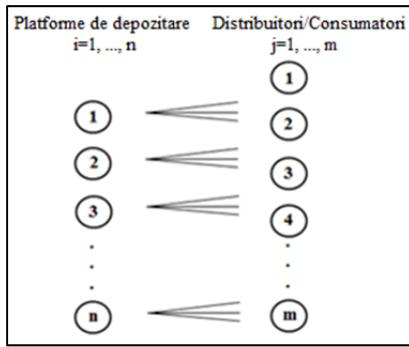 Platforme de depozitare
i=1, ..., n
Distribuitori/Consumatori
j=1, ..., m
1
2
3
.
.
.
n
1
2
3
4
.
.
.
m